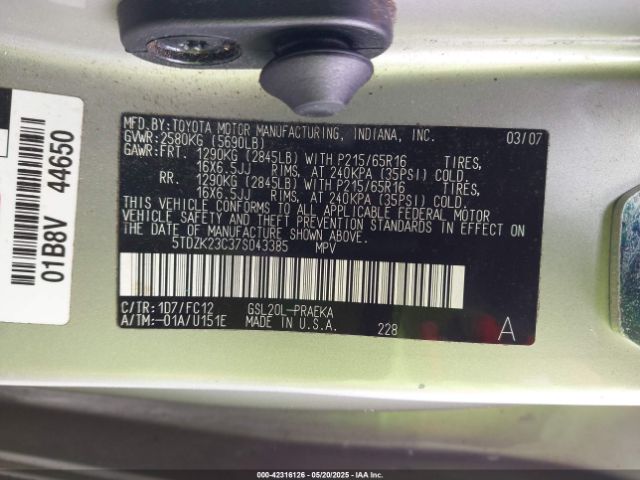 MFD. BY: TOYOTA MOTOR MANUFACTURING, INDIANA, INC. 03/07
GVWR: 2580KG (5690LB)
GAWR: FRT. 1290KG (2845LB) WITH P215/65R16 TIRES,
16X6.5JJ RIMS, AT 240KPA (35PSI) COLD.
RR. 1290KG (2845LB) WITH P215/65R16 TIRES,
16X6.5JJ RIMS, AT 240KPA (35PSI) COLD.
THIS VEHICLE CONFORMS TO ALL APPLICABLE FEDERAL MOTOR
VEHICLE SAFETY AND THEFT PREVENTION STANDARDS IN EFFECT ON
THE DATE OF MANUFACTURE SHOWN ABOVE.
5TDZK23C37S043385 MPV
C/TR: 1D7/FC12 GSL20L-PRAEKA
A/TM: -01A/U151E MADE IN U.S.A. 228 A
01B8V 44650
000-42316126 - 05/20/2025 - IAA Inc.